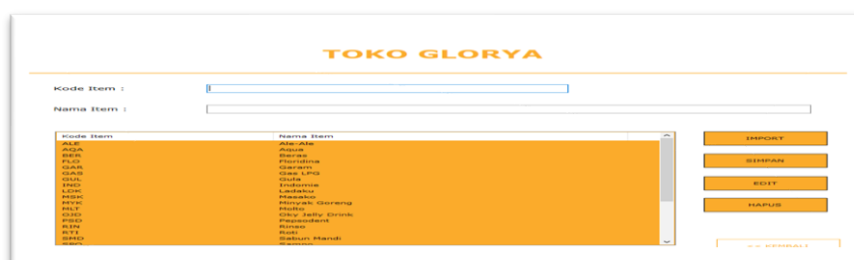 TOKO GLORYA
Kode Item :
Nama Item :
Kode Item Nama Item
ALE Ale-Ale
AQA Aqua
BER Beras
FLO Floridina
GAR Garam
GAS Gas LPG
GUL Gula
IND Indomie
LDK Ladaku
MSK Masako
MYK Minyak Goreng
MLT Molto
OJD Oky Jelly Drink
PSD Pepsodent
RIN Rinso
RTI Roti
SMD Sabun Mandi
IMPORT
SIMPAN
EDIT
HAPUS
<< KEMBALI